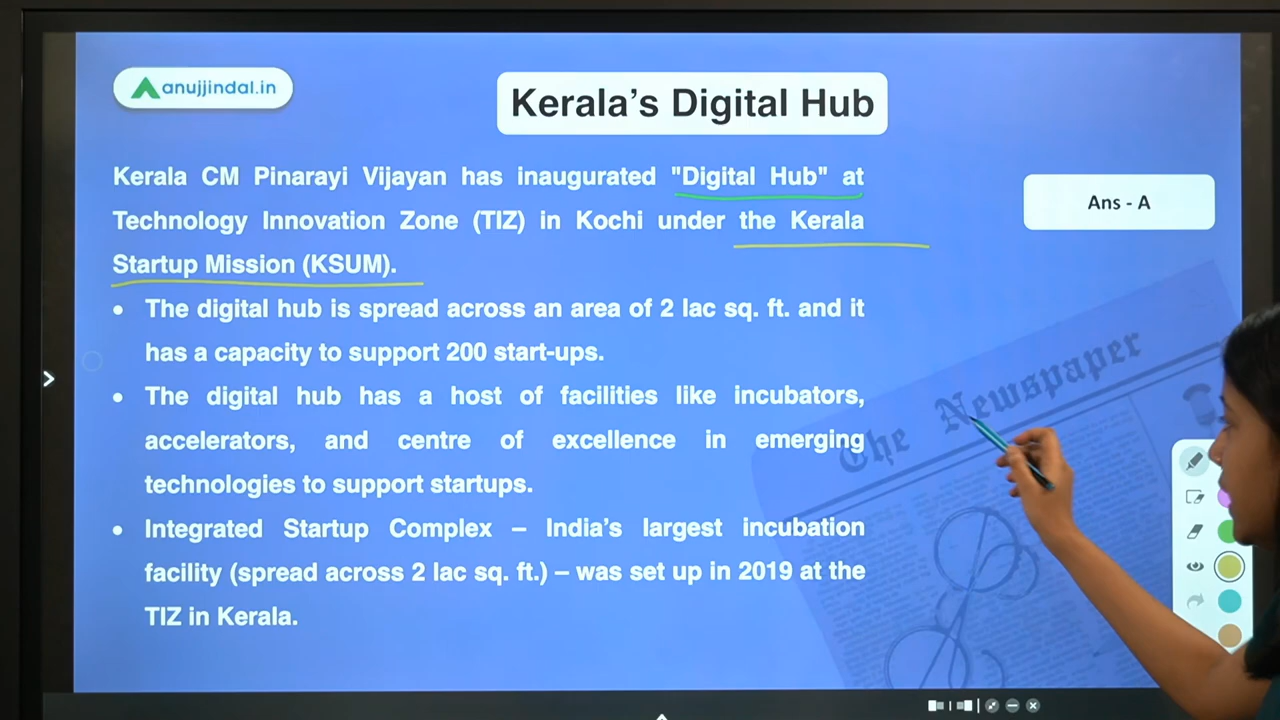 anujjindal.in
Kerala's Digital Hub
Kerala CM Pinarayi Vijayan has inaugurated "Digital Hub" at
Technology Innovation Zone (TIZ) in Kochi under the Kerala
Startup Mission (KSUM).
Ans - A
• The digital hub is spread across an area of 2 lac sq. ft. and it
has a capacity to support 200 start-ups.
• The digital hub has a host of facilities like incubators,
accelerators, and centre of excellence in emerging
technologies to support startups.
• Integrated Startup Complex – India's largest incubation
facility (spread across 2 lac sq. ft.) – was set up in 2019 at the
TIZ in Kerala.
The Newspaper